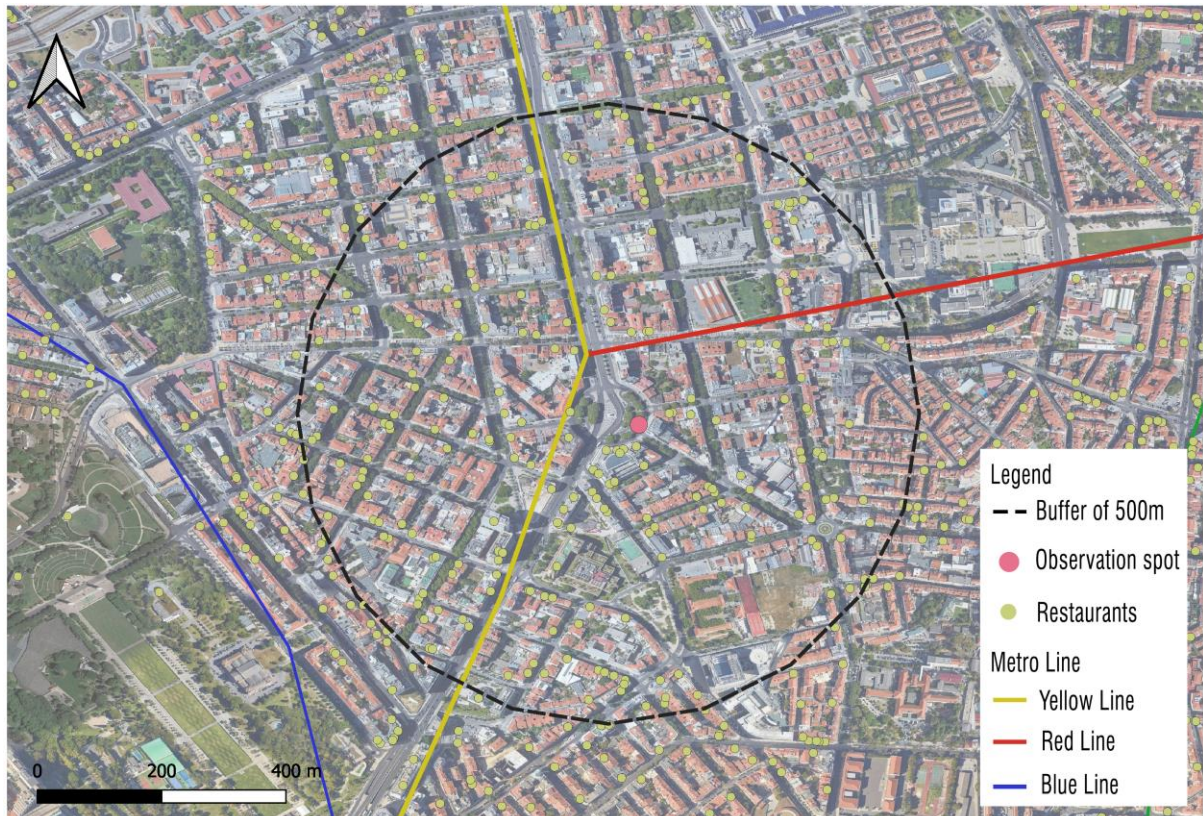 Legend
Buffer of 500m
Observation spot
Restaurants
Metro Line
Yellow Line
Red Line
Blue Line
0 200 400 m